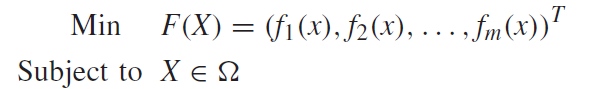 Min F(X) = (f₁(x), f₂(x), . . . , fₘ(x))ᵀ
Subject to X ∈ Ω